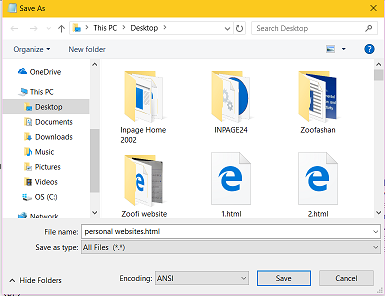 Save As
This PC > Desktop >
Search Desktop
Organize
New folder
OneDrive
This PC
Desktop
Documents
Downloads
Music
Pictures
Videos
OS (C:)
Network
Inpage Home 2002
INPAGE24
Zoofashan
Zoofi website
1.html
2.html
File name: personal websites.html
Save as type: All Files (*.*)
Hide Folders
Encoding: ANSI
Save
Cancel